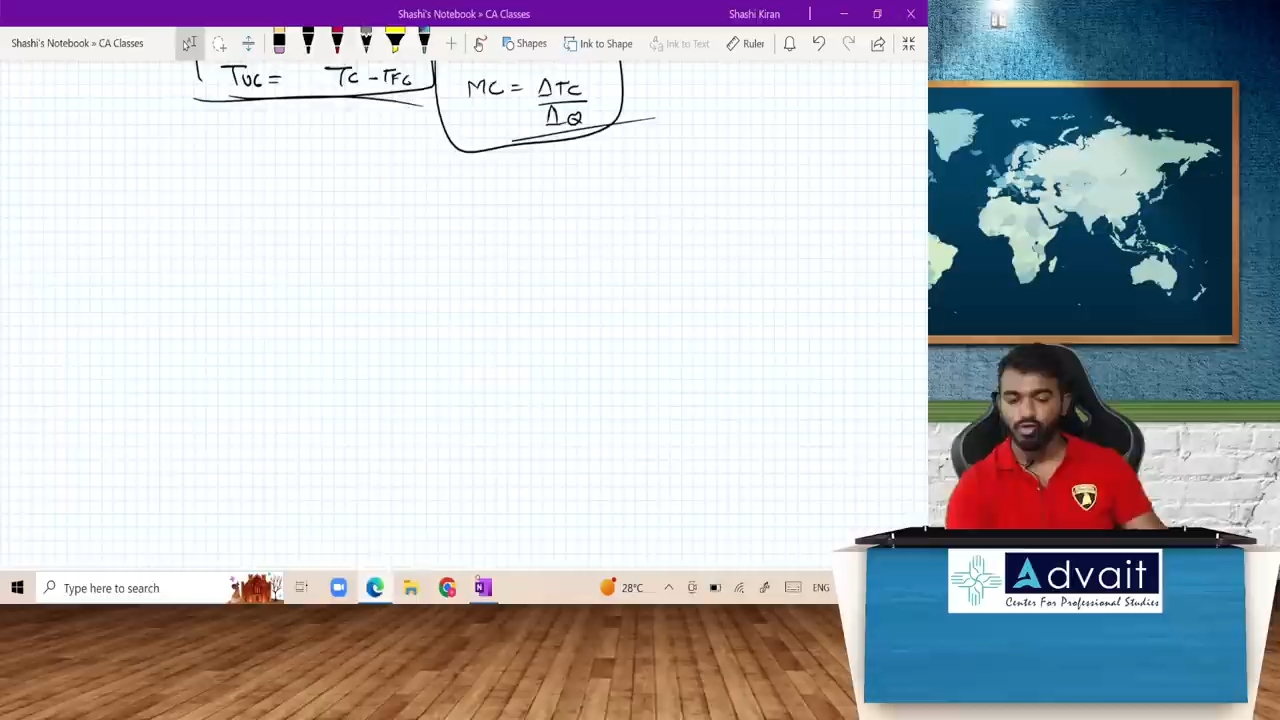 Shashi's Notebook » CA Classes
Shashi Kiran
Shashi's Notebook » CA Classes
Shapes
Ink to Shape
Ink to Text
Ruler
TVC = TC - TFC
MC = ΔTC
ΔQ
Type here to search
28°C
ENG
Advait
Center For Professional Studies